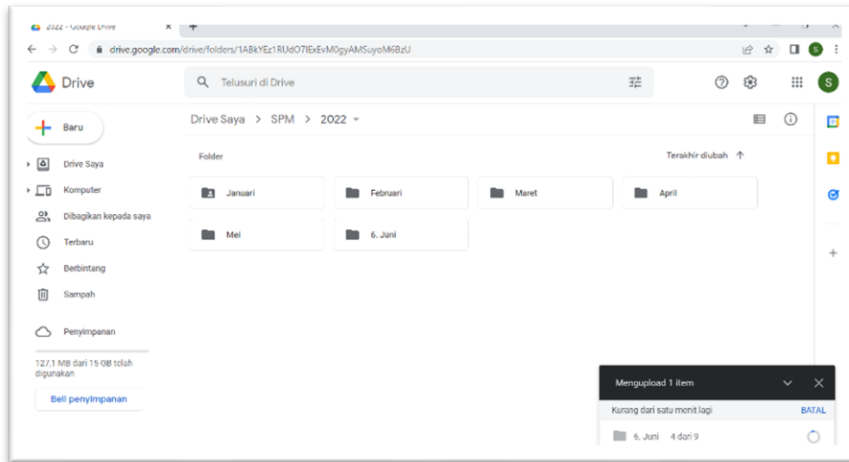 2022 - Google Drive
drive.google.com/drive/folders/1ABkYEz1RUdO7IExEvM0gyAMSuyoM6BzU
Drive
Telusuri di Drive
S
S
Baru
Drive Saya > SPM > 2022
Folder
Terakhir diubah
Drive Saya
Komputer
Dibagikan kepada saya
Terbaru
Berbintang
Sampah
Penyimpanan
127,1 MB dari 15 GB telah
digunakan
Beli penyimpanan
Januari
Februari
Maret
April
Mei
6. Juni
Mengupload 1 item
Kurang dari satu menit lagi
BATAL
6. Juni 4 dari 9